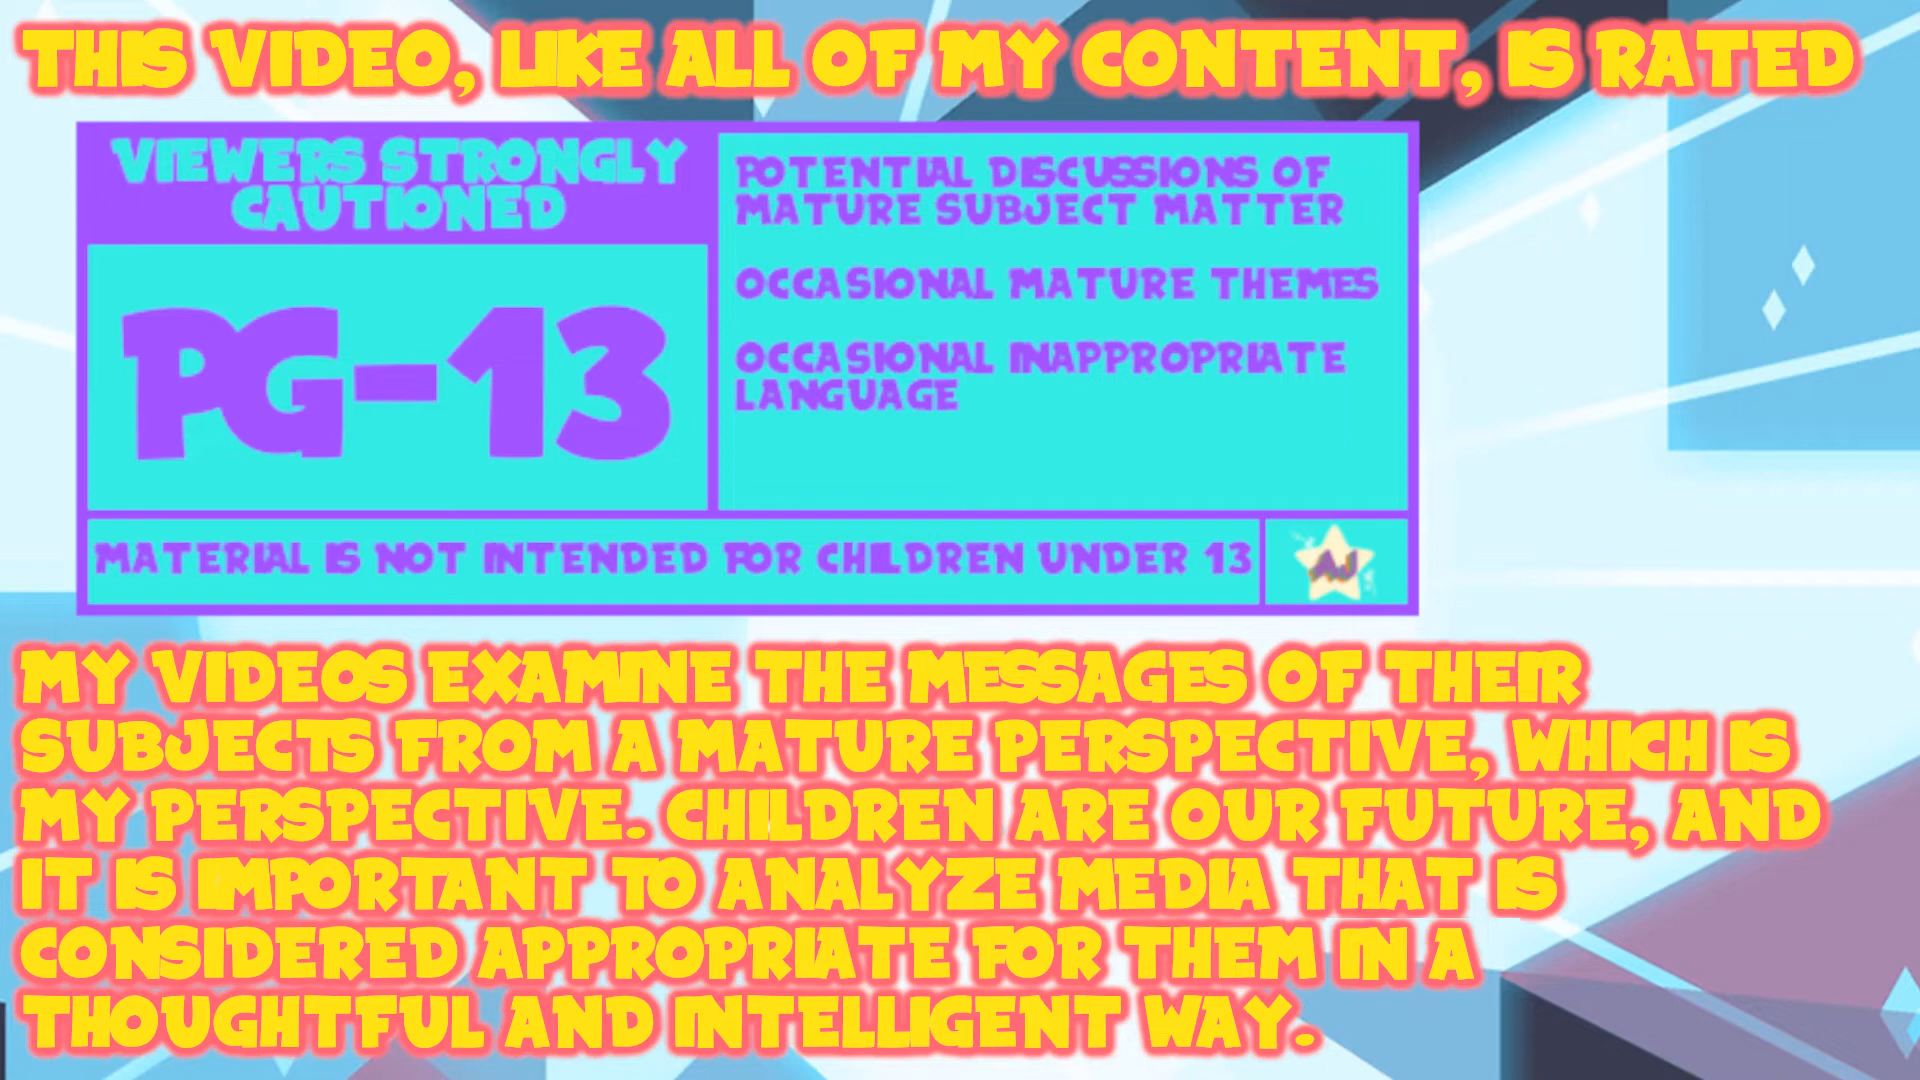 THIS VIDEO, LIKE ALL OF MY CONTENT, IS RATED
VIEWERS STRONGLY
CAUTIONED
PG-13
POTENTIAL DISCUSSIONS OF
MATURE SUBJECT MATTER
OCCASIONAL MATURE THEMES
OCCASIONAL INAPPROPRIATE
LANGUAGE
MATERIAL IS NOT INTENDED FOR CHILDREN UNDER 13
AJ
MY VIDEOS EXAMINE THE MESSAGES OF THEIR
SUBJECTS FROM A MATURE PERSPECTIVE, WHICH IS
MY PERSPECTIVE. CHILDREN ARE OUR FUTURE, AND
IT IS IMPORTANT TO ANALYZE MEDIA THAT IS
CONSIDERED APPROPRIATE FOR THEM IN A
THOUGHTFUL AND INTELLIGENT WAY.